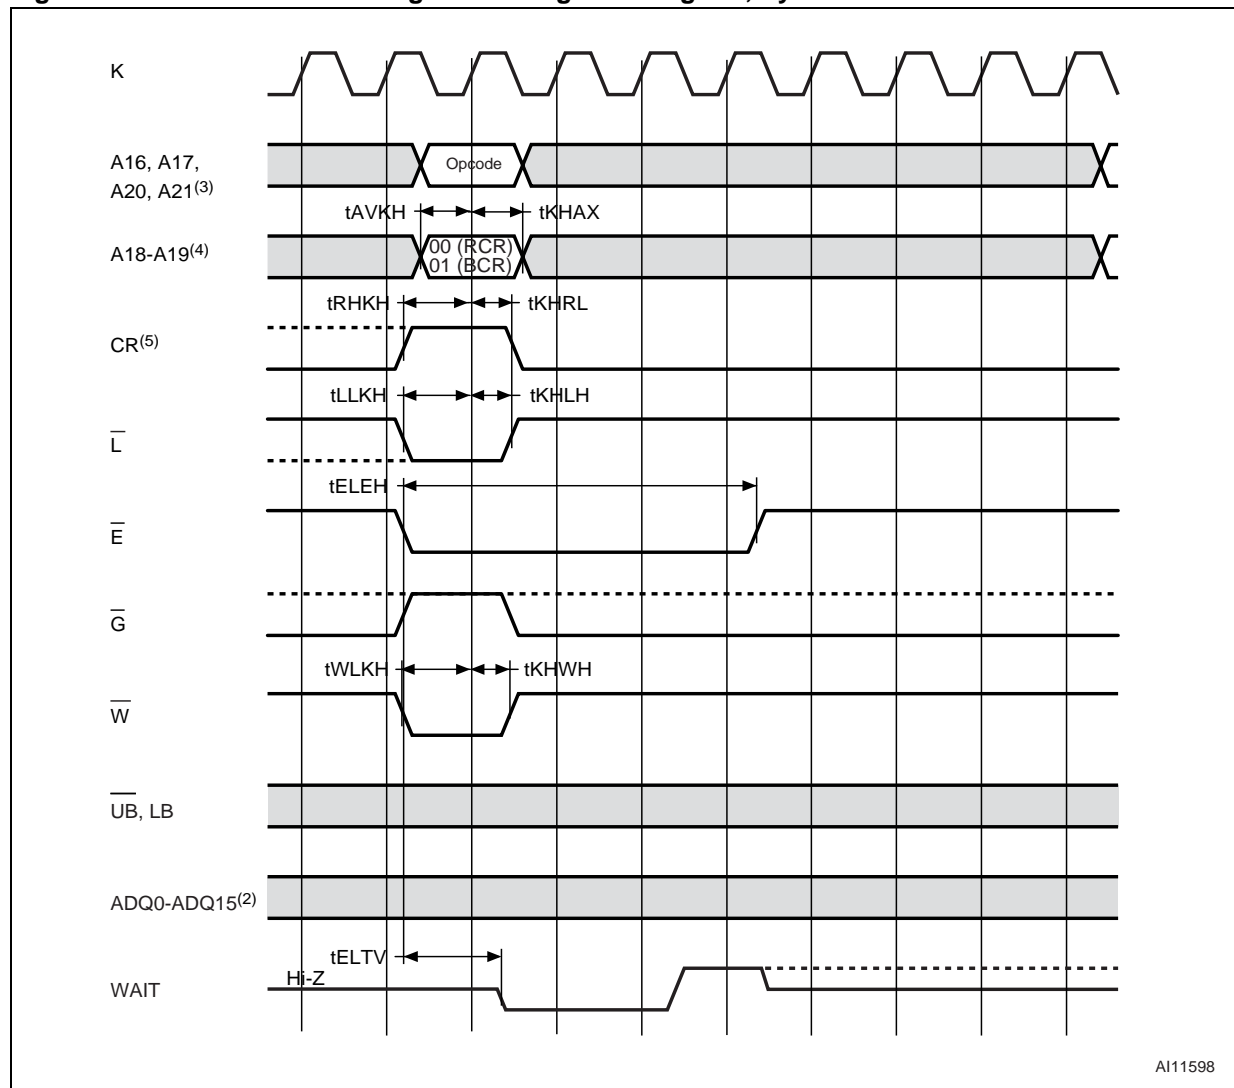 K
A16, A17,
A20, A21(3)
Opcode
tAVKH
tKHAX
A18-A19(4)
00 (RCR)
01 (BCR)
tRHKH
tKHRL
CR(5)
tLLKH
tKHLH
L
tELEH
E
G
tWLKH
tKHWH
W
UB, LB
ADQ0-ADQ15(2)
tELTV
Hi-Z
WAIT
AI11598